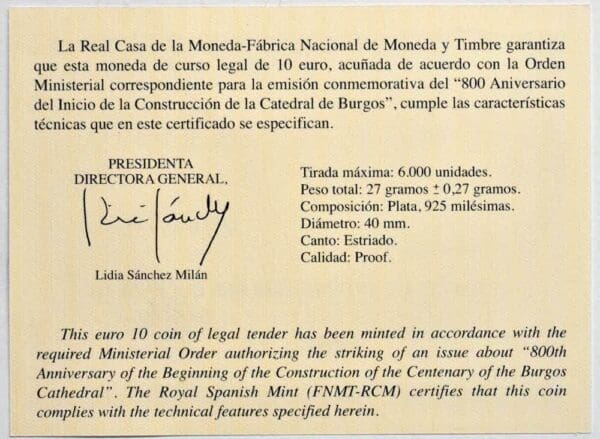 La Real Casa de la Moneda-Fábrica Nacional de Moneda y Timbre garantiza
que esta moneda de curso legal de 10 euro, acuñada de acuerdo con la Orden
Ministerial correspondiente para la emisión conmemorativa del “800 Aniversario
del Inicio de la Construcción de la Catedral de Burgos”, cumple las características
técnicas que en este certificado se especifican.
PRESIDENTA
DIRECTORA GENERAL,
Lidia Sánchez Milán
Tirada máxima: 6.000 unidades.
Peso total: 27 gramos ± 0,27 gramos.
Composición: Plata, 925 milésimas.
Diámetro: 40 mm.
Canto: Estriado.
Calidad: Proof.
This euro 10 coin of legal tender has been minted in accordance with the
required Ministerial Order authorizing the striking of an issue about “800th
Anniversary of the Beginning of the Construction of the Centenary of the Burgos
Cathedral”. The Royal Spanish Mint (FNMT-RCM) certifies that this coin
complies with the technical features specified herein.